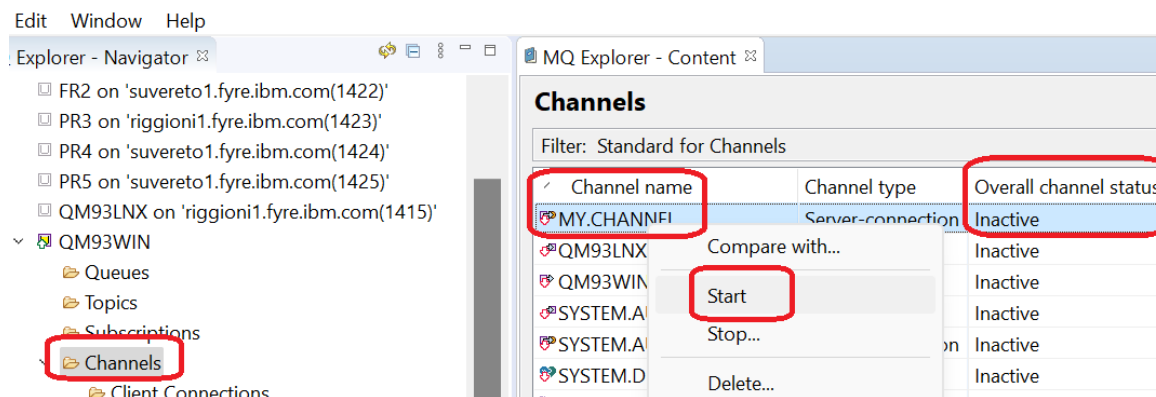 Edit Window Help
Explorer - Navigator
FR2 on 'suvereto1.fyre.ibm.com(1422)'
PR3 on 'riggioni1.fyre.ibm.com(1423)'
PR4 on 'suvereto1.fyre.ibm.com(1424)'
PR5 on 'suvereto1.fyre.ibm.com(1425)'
QM93LNX on 'riggioni1.fyre.ibm.com(1415)'
QM93WIN
Queues
Topics
Subscriptions
Channels
Client Connections
MQ Explorer - Content
Channels
Filter: Standard for Channels
Channel name Channel type Overall channel status
MY.CHANNEL Server-connection Inactive
QM93LNX Inactive
QM93WIN Inactive
SYSTEM.AU Inactive
SYSTEM.A on Inactive
SYSTEM.D Inactive
Compare with...
Start
Stop...
Delete...